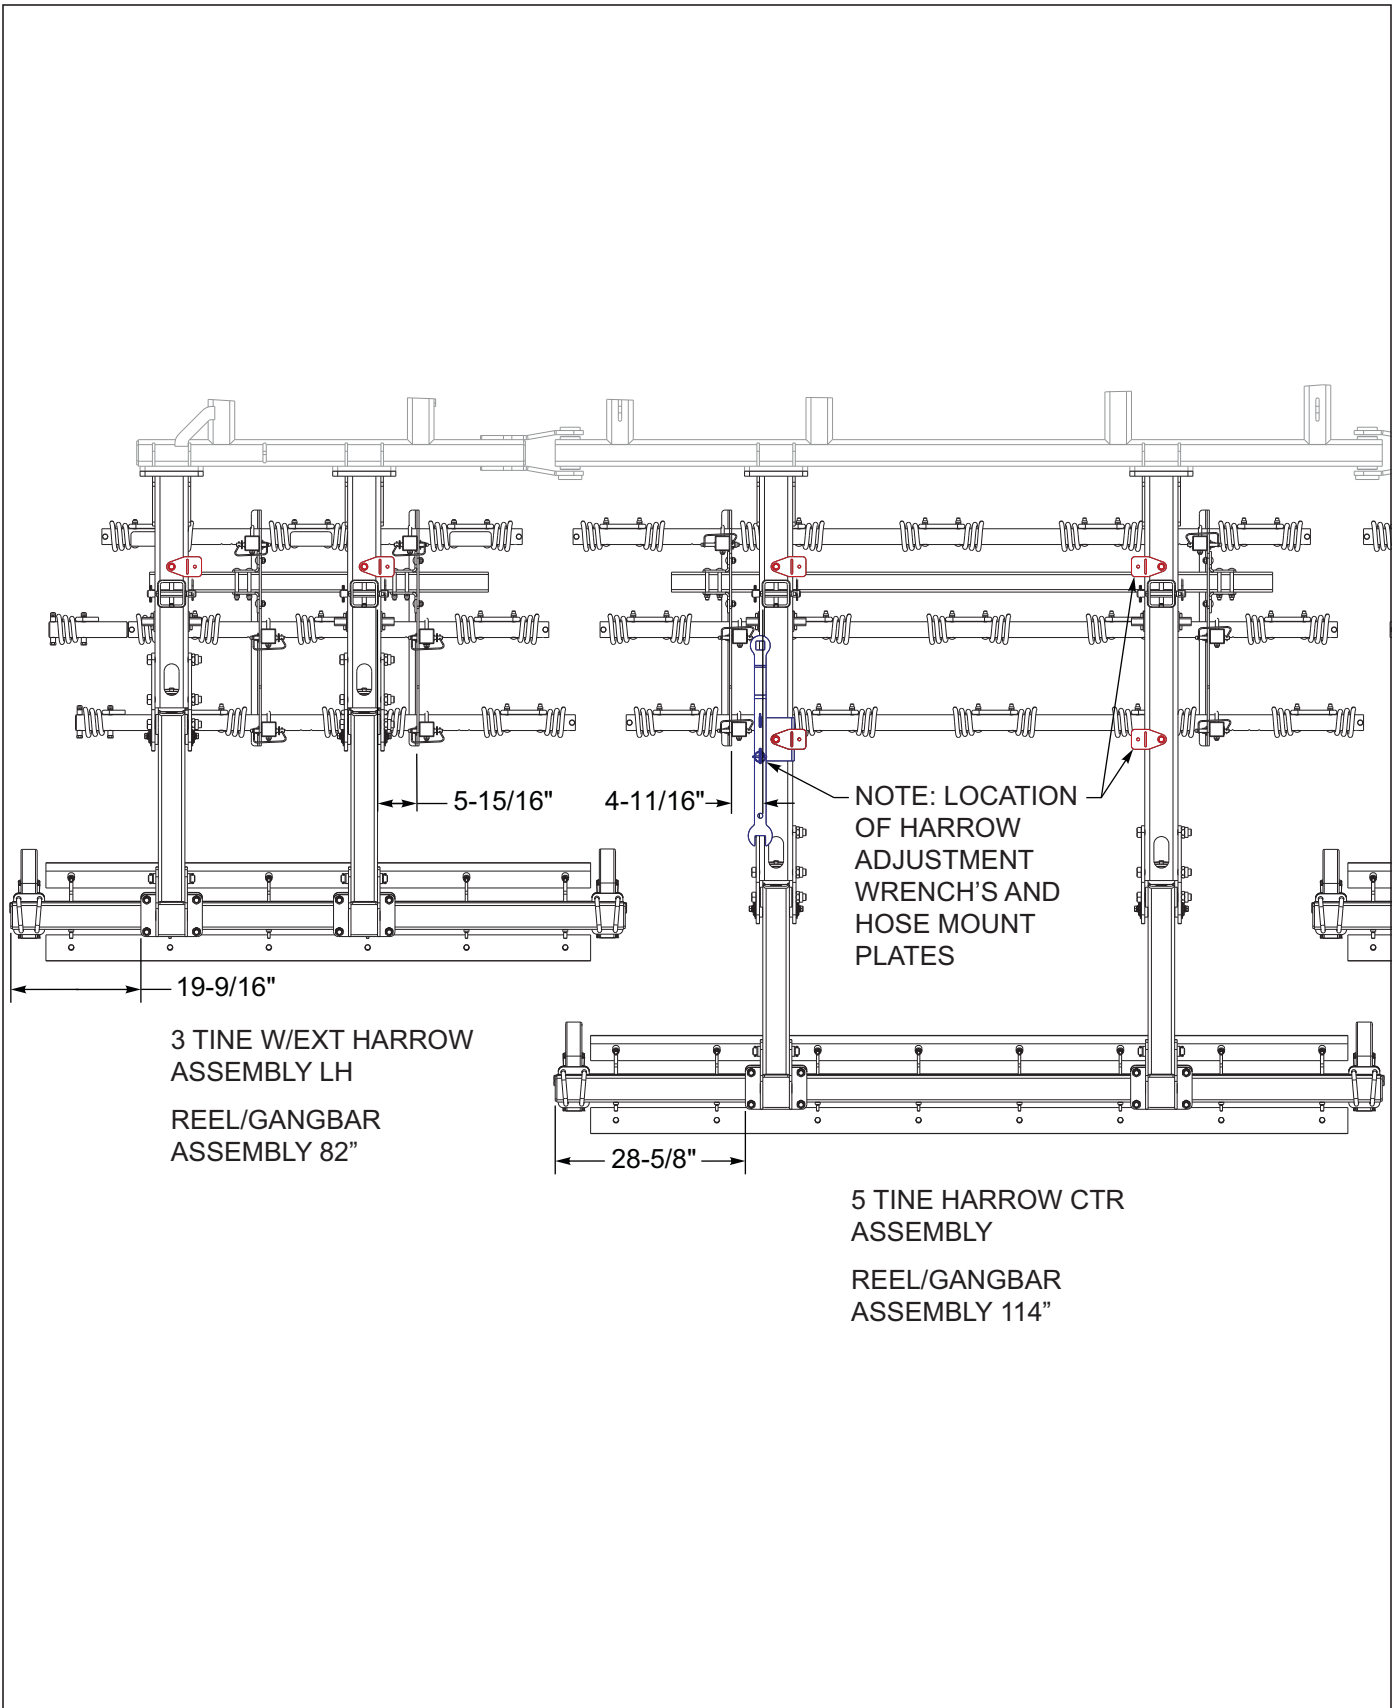 5-15/16"
4-11/16"
NOTE: LOCATION
OF HARROW
ADJUSTMENT
WRENCH'S AND
HOSE MOUNT
PLATES
19-9/16"
3 TINE W/EXT HARROW
ASSEMBLY LH
REEL/GANGBAR
ASSEMBLY 82”
28-5/8"
5 TINE HARROW CTR
ASSEMBLY
REEL/GANGBAR
ASSEMBLY 114”